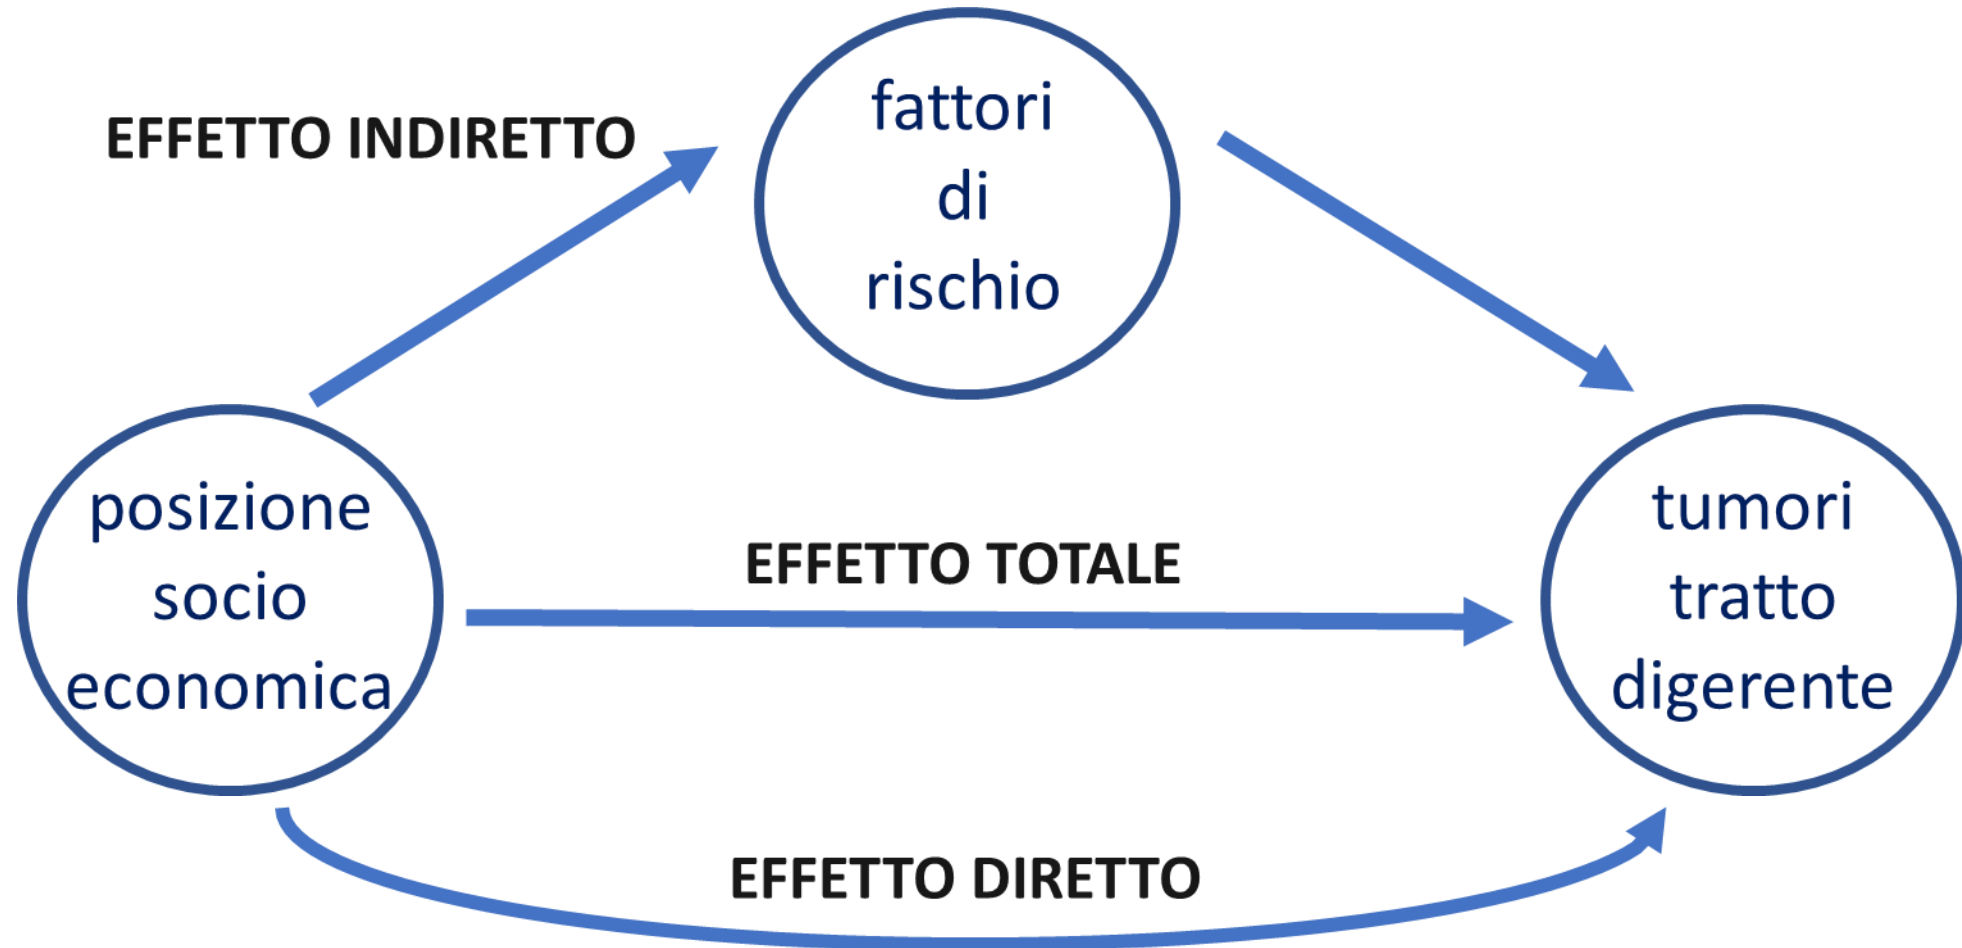 EFFETTO INDIRETTO
fattori
di
rischio
posizione
socio
economica
EFFETTO TOTALE
tumori
tratto
digerente
EFFETTO DIRETTO